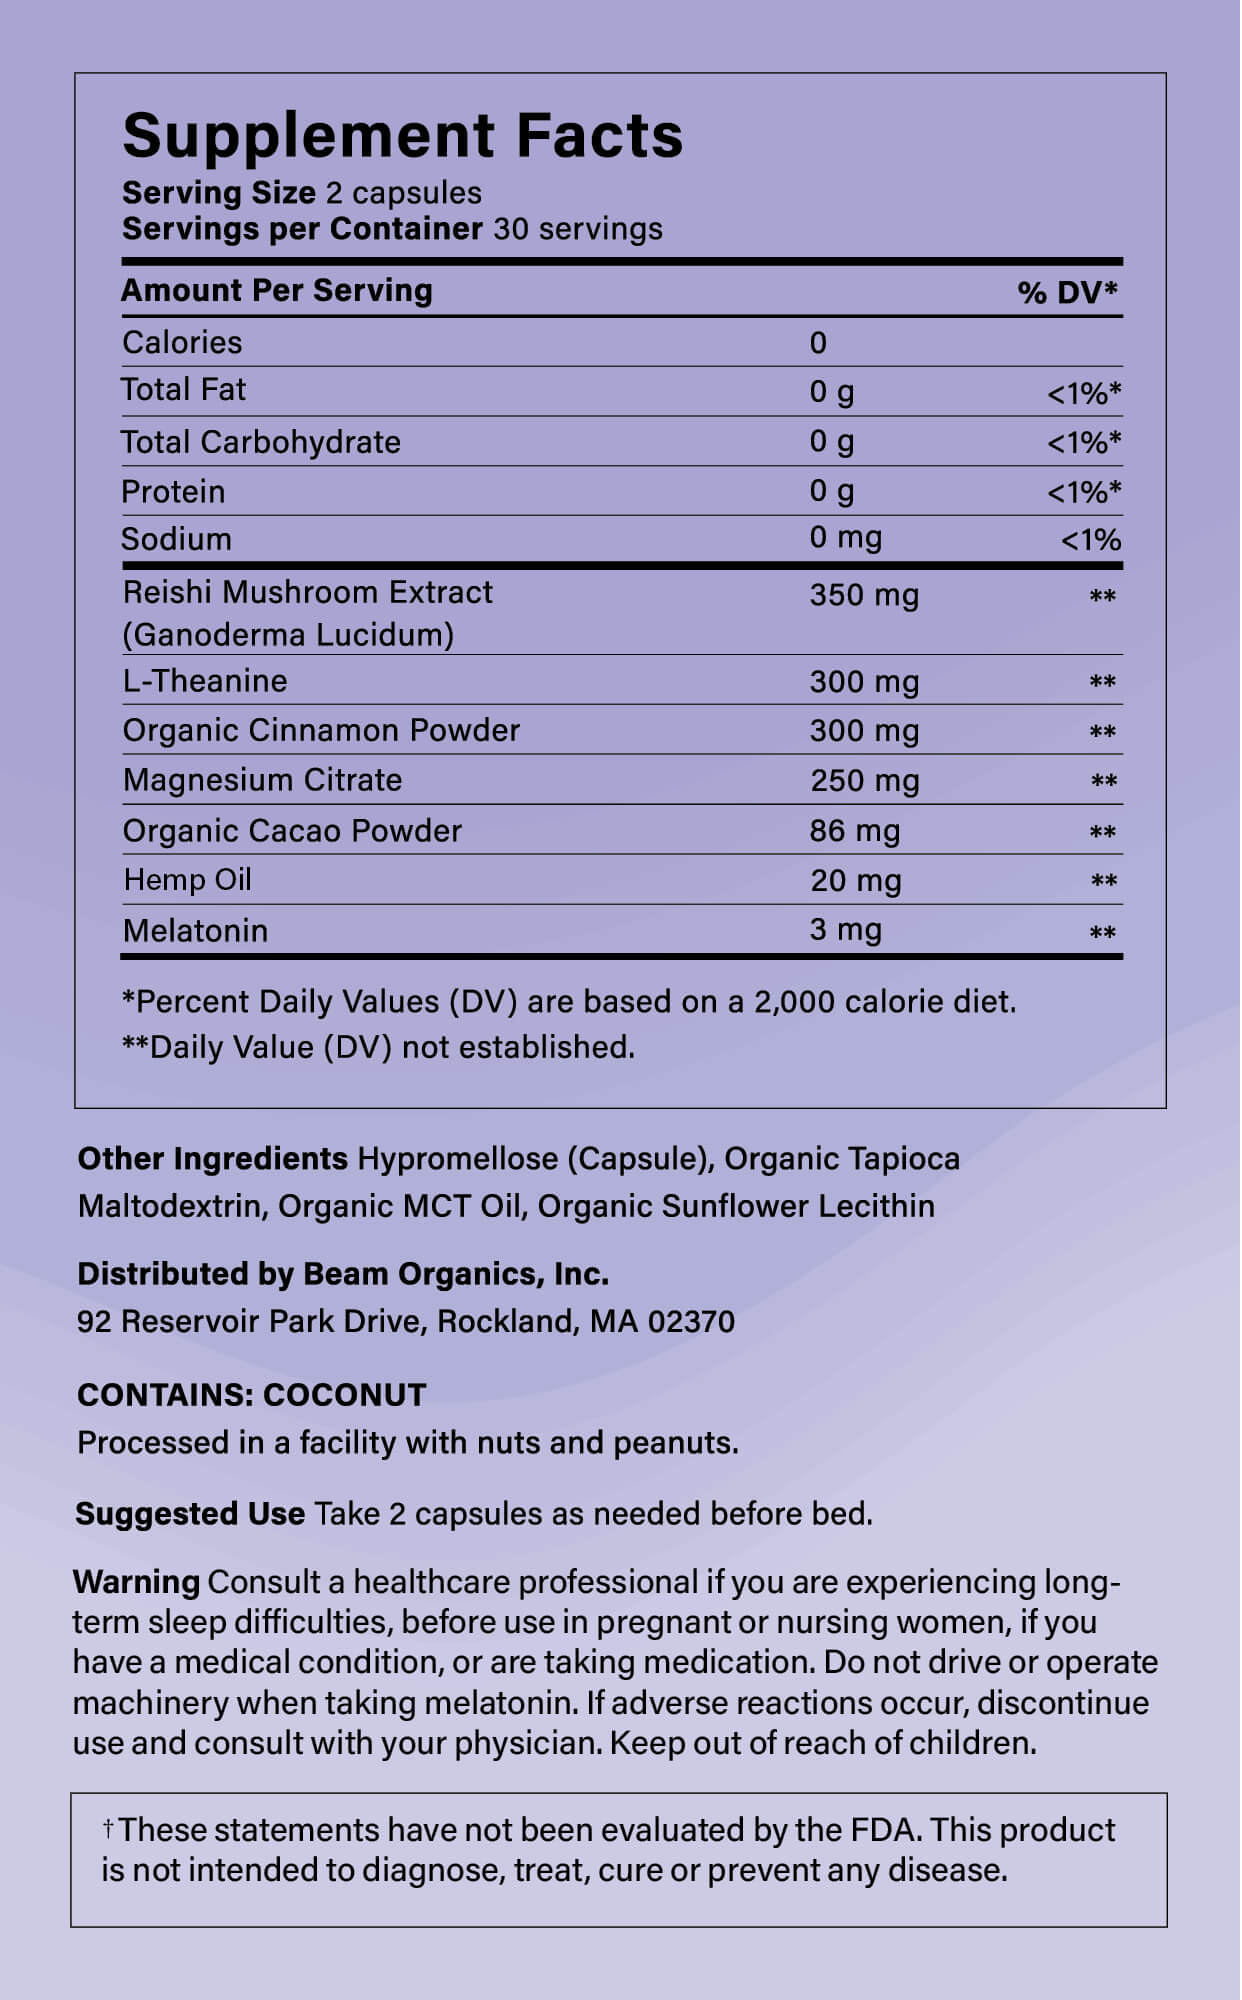 Supplement Facts
Serving Size 2 capsules
Servings per Container 30 servings
Amount Per Serving % DV*
Calories 0
Total Fat 0 g <1%*
Total Carbohydrate 0 g <1%*
Protein 0 g <1%*
Sodium 0 mg <1%
Reishi Mushroom Extract 350 mg **
(Ganoderma Lucidum)
L-Theanine 300 mg **
Organic Cinnamon Powder 300 mg **
Magnesium Citrate 250 mg **
Organic Cacao Powder 86 mg **
Hemp Oil 20 mg **
Melatonin 3 mg **
*Percent Daily Values (DV) are based on a 2,000 calorie diet.
**Daily Value (DV) not established.
Other Ingredients Hypromellose (Capsule), Organic Tapioca
Maltodextrin, Organic MCT Oil, Organic Sunflower Lecithin
Distributed by Beam Organics, Inc.
92 Reservoir Park Drive, Rockland, MA 02370
CONTAINS: COCONUT
Processed in a facility with nuts and peanuts.
Suggested Use Take 2 capsules as needed before bed.
Warning Consult a healthcare professional if you are experiencing long-
term sleep difficulties, before use in pregnant or nursing women, if you
have a medical condition, or are taking medication. Do not drive or operate
machinery when taking melatonin. If adverse reactions occur, discontinue
use and consult with your physician. Keep out of reach of children.
†These statements have not been evaluated by the FDA. This product
is not intended to diagnose, treat, cure or prevent any disease.